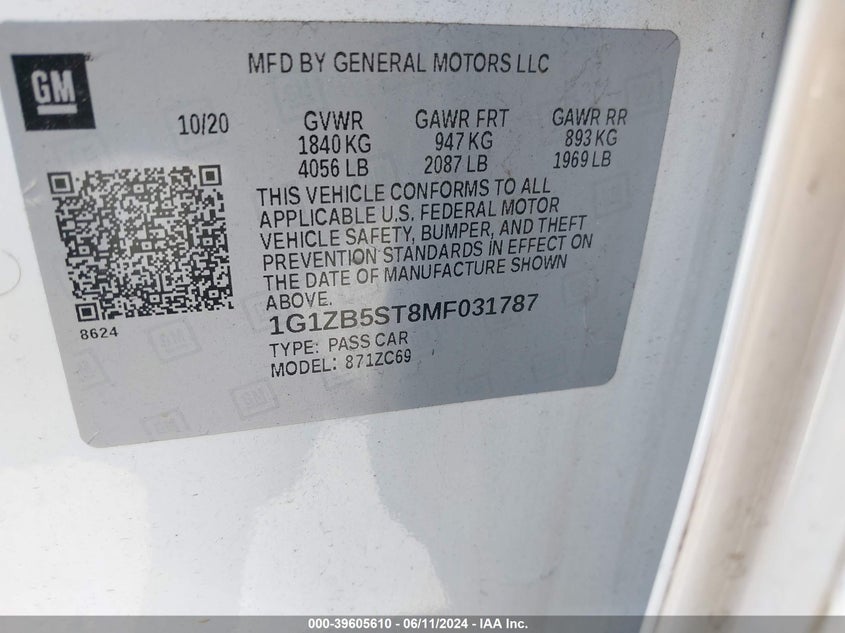 GM
MFD BY GENERAL MOTORS LLC
10/20
GVWR
1840 KG
4056 LB
GAWR FRT
947 KG
2087 LB
GAWR RR
893 KG
1969 LB
THIS VEHICLE CONFORMS TO ALL
APPLICABLE U.S. FEDERAL MOTOR
VEHICLE SAFETY, BUMPER, AND THEFT
PREVENTION STANDARDS IN EFFECT ON
THE DATE OF MANUFACTURE SHOWN
ABOVE.
8624
1G1ZB5ST8MF031787
TYPE: PASS CAR
MODEL: 871ZC69
000-39605610 - 06/11/2024 - IAA Inc.